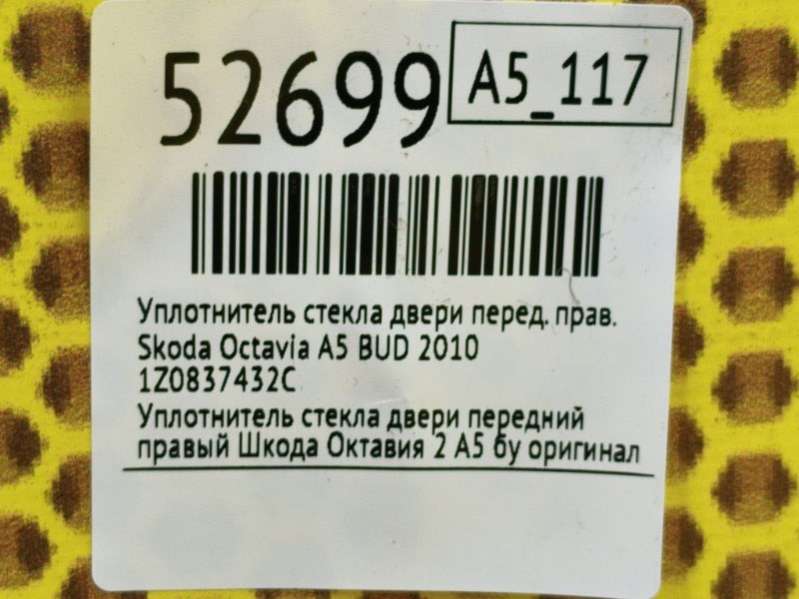 52699
A5_117
Уплотнитель стекла двери перед. прав.
Skoda Octavia A5 BUD 2010
1Z0837432C
Уплотнитель стекла двери передний
правый Шкода Октавия 2 А5 бу оригинал